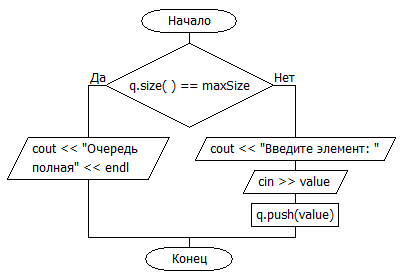 Начало
Да
q.size( ) == maxSize
Нет
cout << "Очередь
полная" << endl
cout << "Введите элемент: "
cin >> value
q.push(value)
Конец